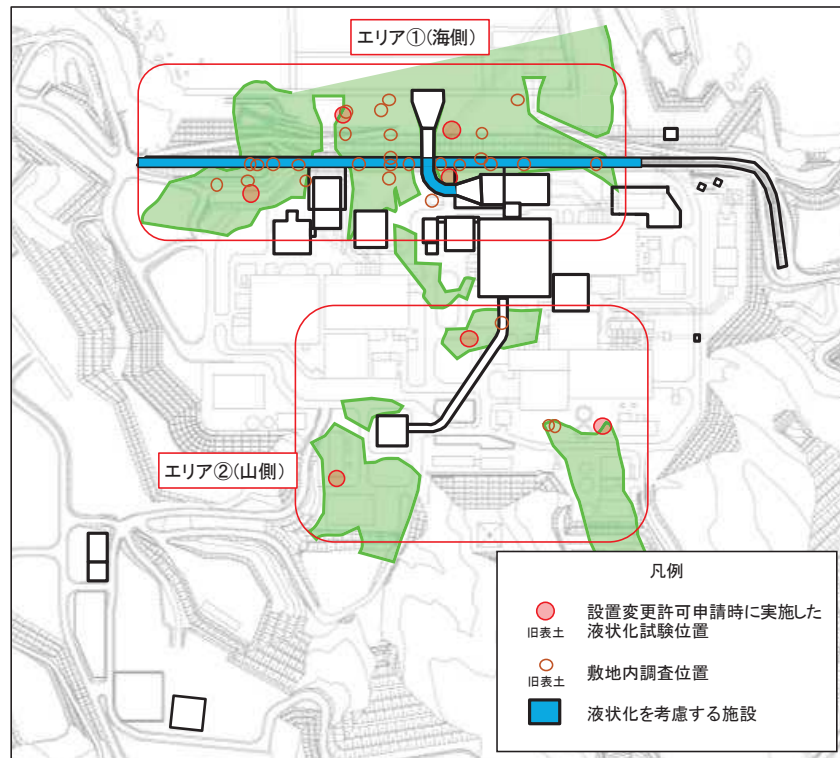 エリア①(海側)
エリア②(山側)
凡例
旧表土
設置変更許可申請時に実施した
液状化試験位置
旧表土
敷地内調査位置
液状化を考慮する施設